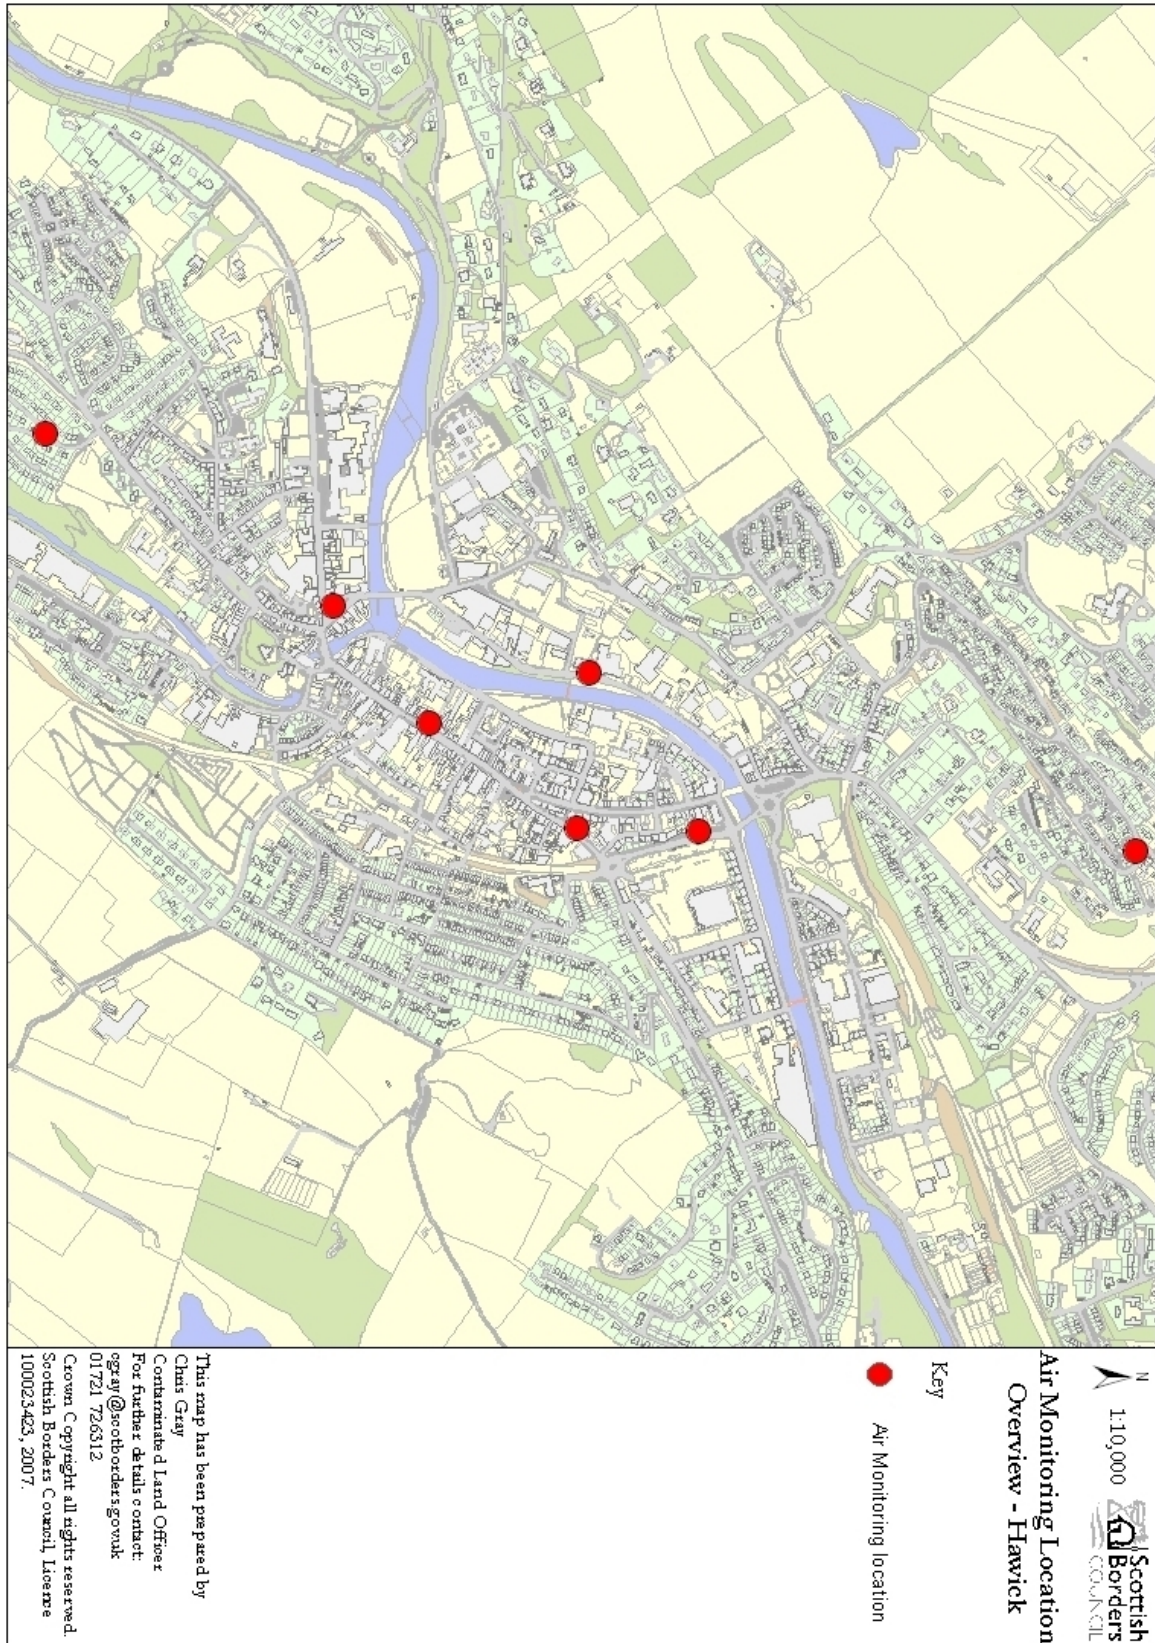 N
1:10,000
Scottish
Borders
COUNCIL
Air Monitoring Location
Overview - Hawick
Key
Air Monitoring location
This map has been prepared by
Chris Gray
Contaminated Land Officer
For further details contact:
cgray@scotborders.gov.uk
01721 726312
Crown Copyright all rights reserved.
Scottish Borders Council, License
100023423, 2007.